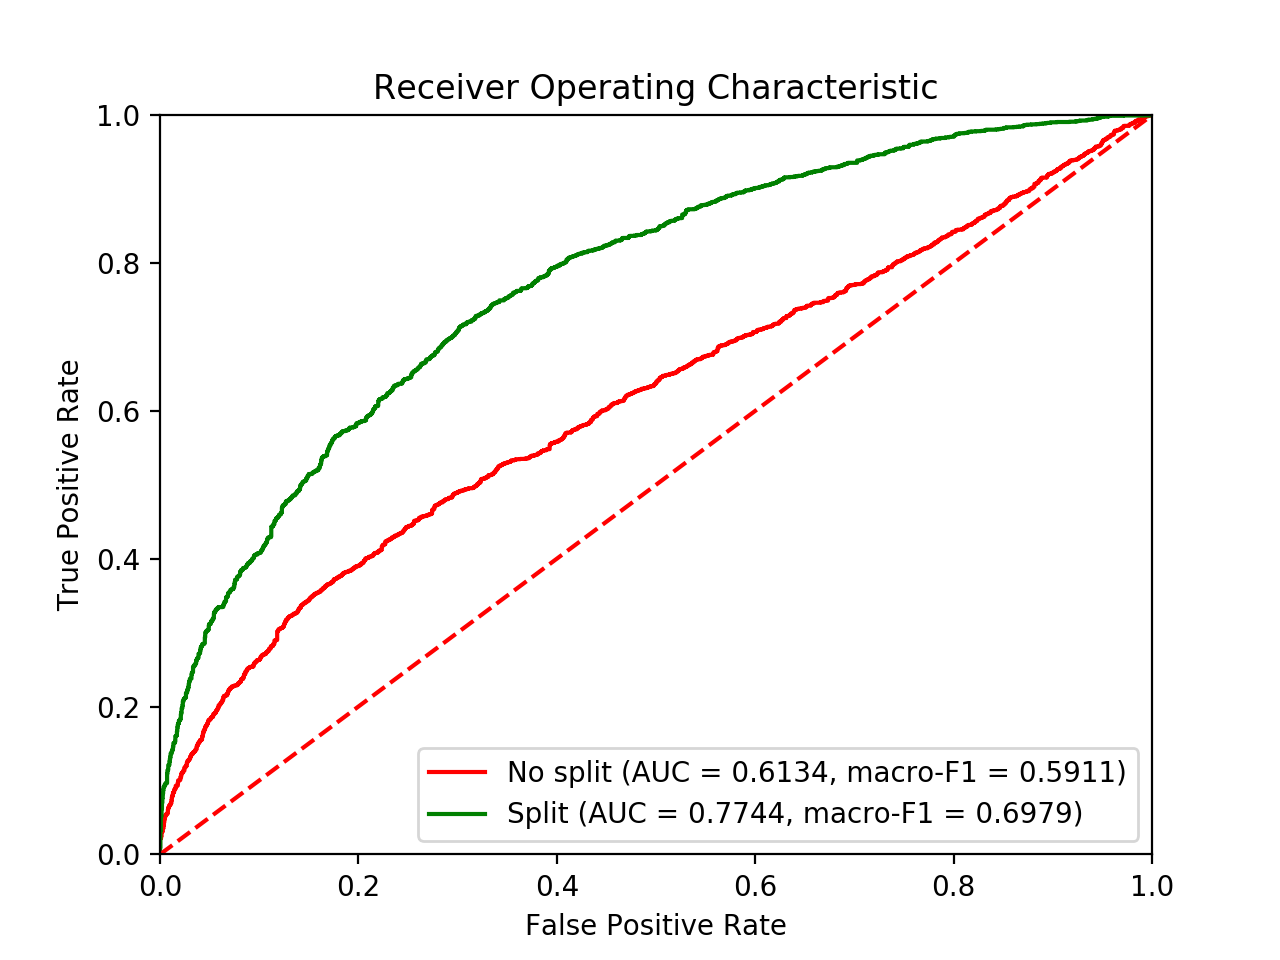 Receiver Operating Characteristic
1.0
0.8
0.6
0.4
0.2
0.0
True Positive Rate
No split (AUC = 0.6134, macro-F1 = 0.5911)
Split (AUC = 0.7744, macro-F1 = 0.6979)
0.0 0.2 0.4 0.6 0.8 1.0
False Positive Rate